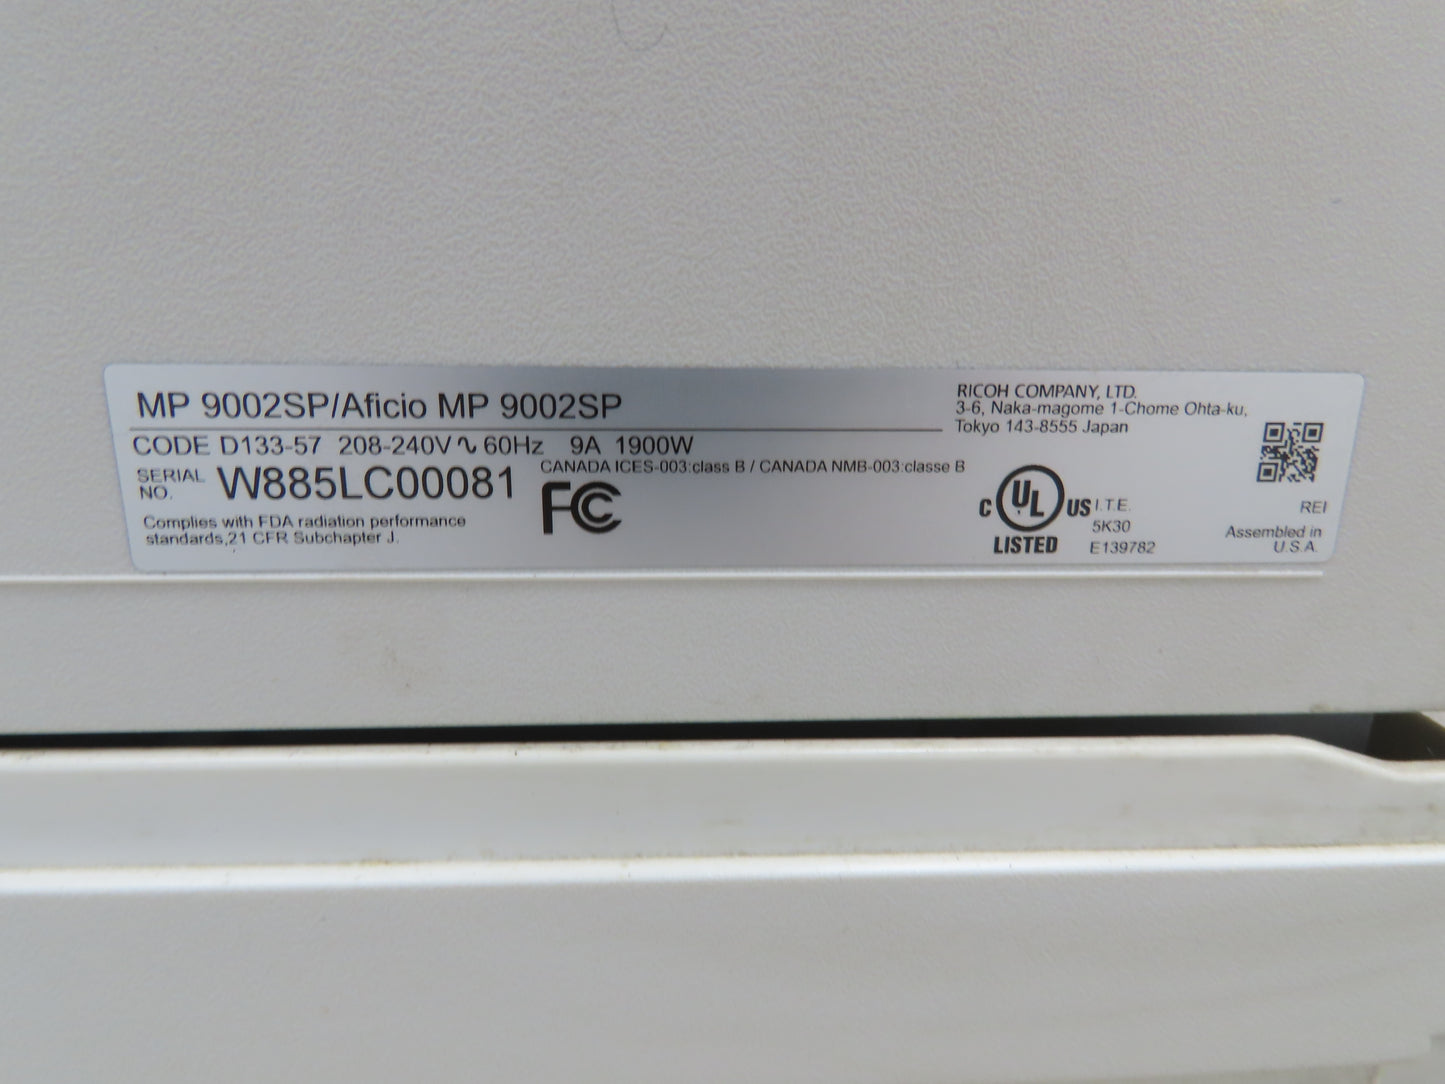 MP 9002SP/Aficio MP 9002SP
CODE D133-57 208-240V ∿ 60Hz 9A 1900W
SERIAL NO. W885LC00081
CANADA ICES-003:class B / CANADA NMB-003:classe B
FC
Complies with FDA radiation performance
standards,21 CFR Subchapter J.
RICOH COMPANY, LTD.
3-6, Naka-magome 1-Chome Ohta-ku,
Tokyo 143-8555 Japan
C UL US I.T.E.
5K30
LISTED E139782
REI
Assembled in
U.S.A.